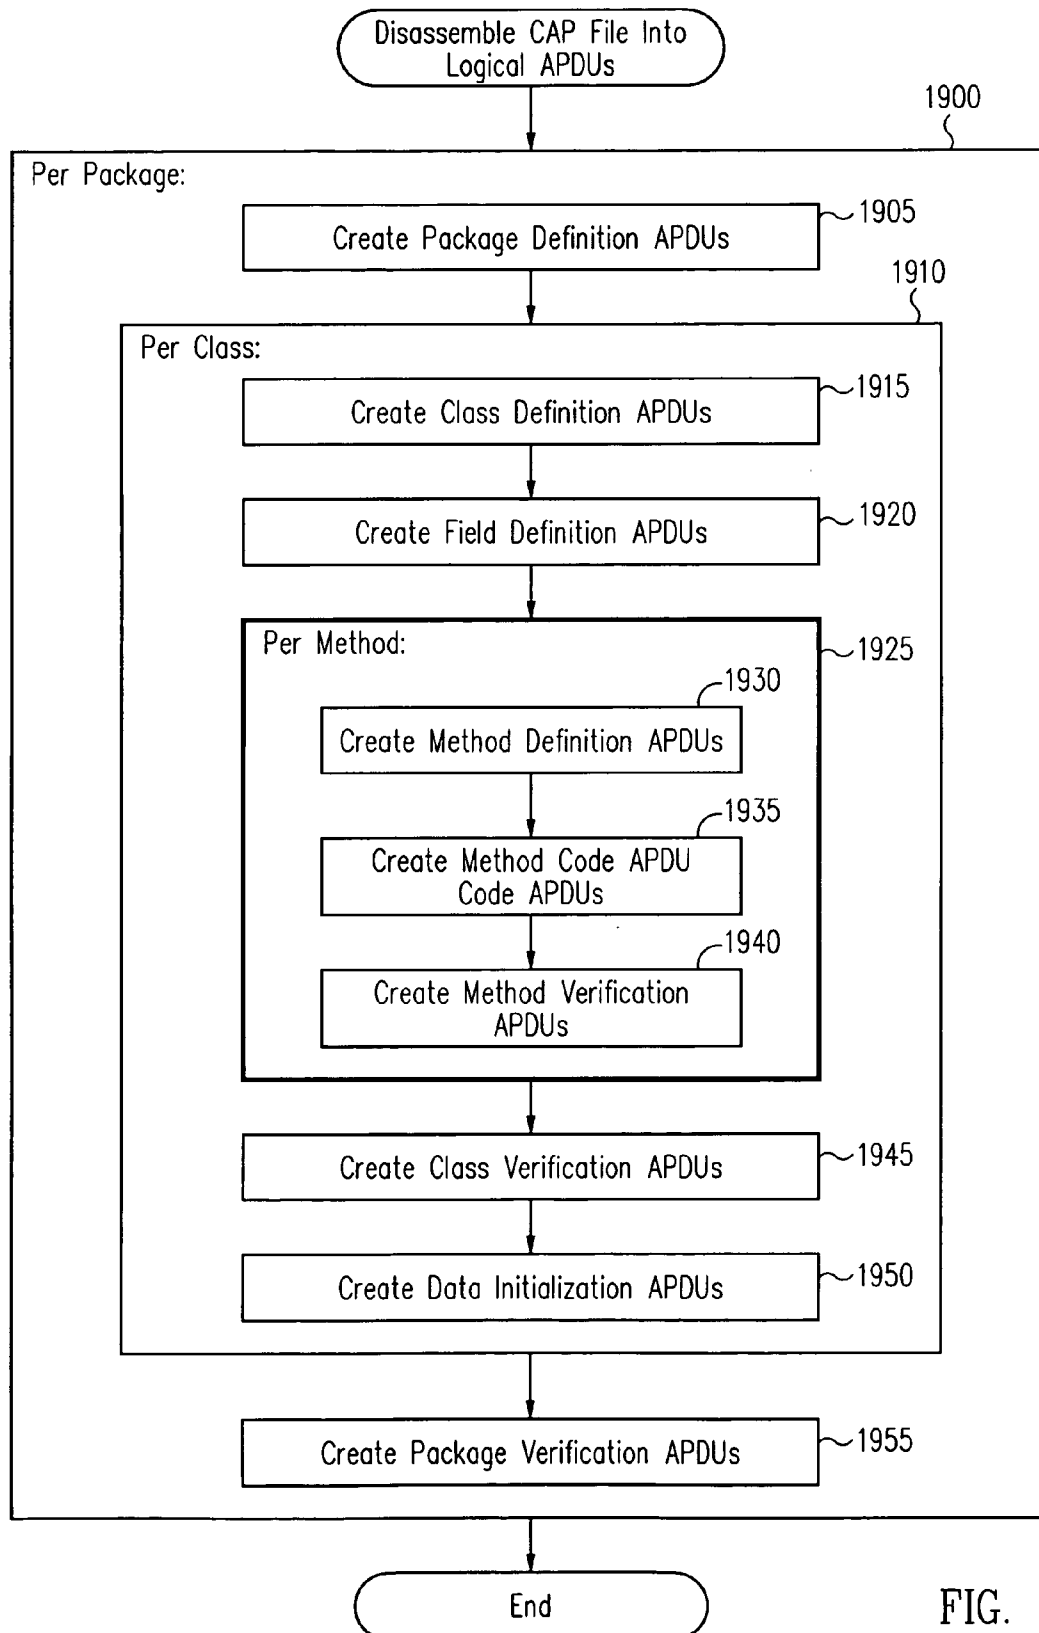 Disassemble CAP File Into
Logical APDUs
1900
Per Package:
1905
Create Package Definition APDUs
1910
Per Class:
1915
Create Class Definition APDUs
1920
Create Field Definition APDUs
Per Method:
1925
1930
Create Method Definition APDUs
1935
Create Method Code APDU
Code APDUs
1940
Create Method Verification
APDUs
1945
Create Class Verification APDUs
1950
Create Data Initialization APDUs
1955
Create Package Verification APDUs
End
FIG.